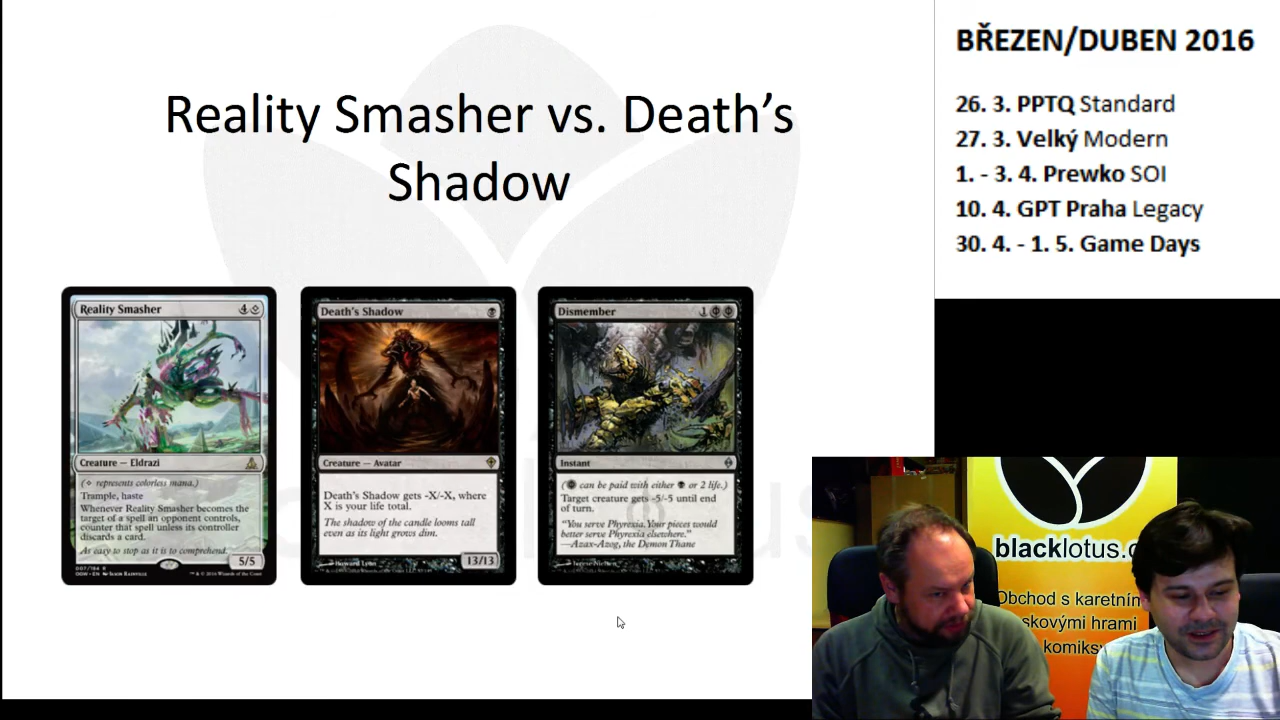 Reality Smasher vs. Death's
Shadow
BŘEZEN/DUBEN 2016
26. 3. PPTQ Standard
27. 3. Velký Modern
1. - 3. 4. Prewko SOI
10. 4. GPT Praha Legacy
30. 4. - 1. 5. Game Days
Reality Smasher 4
Creature — Eldrazi
( represents colorless mana.)
Trample, haste
Whenever Reality Smasher becomes the
target of a spell an opponent controls,
counter that spell unless its controller
discards a card.
As easy to stop as it is to comprehend.
5/5
Death's Shadow
Creature — Avatar
Death's Shadow gets -X/-X, where
X is your life total.
The shadow of the candle looms tall
even as its light grows dim.
Howard Lyon
13/13
Dismember 1
Instant
( can be paid with either or 2 life.)
Target creature gets -5/-5 until end
of turn.
"You serve Phyrexia. Your pieces would
better serve Phyrexia elsewhere."
—Azax-Azog, the Demon Thane
blacklotus.c
Obchod s karetním
skovými hrami
komiksy